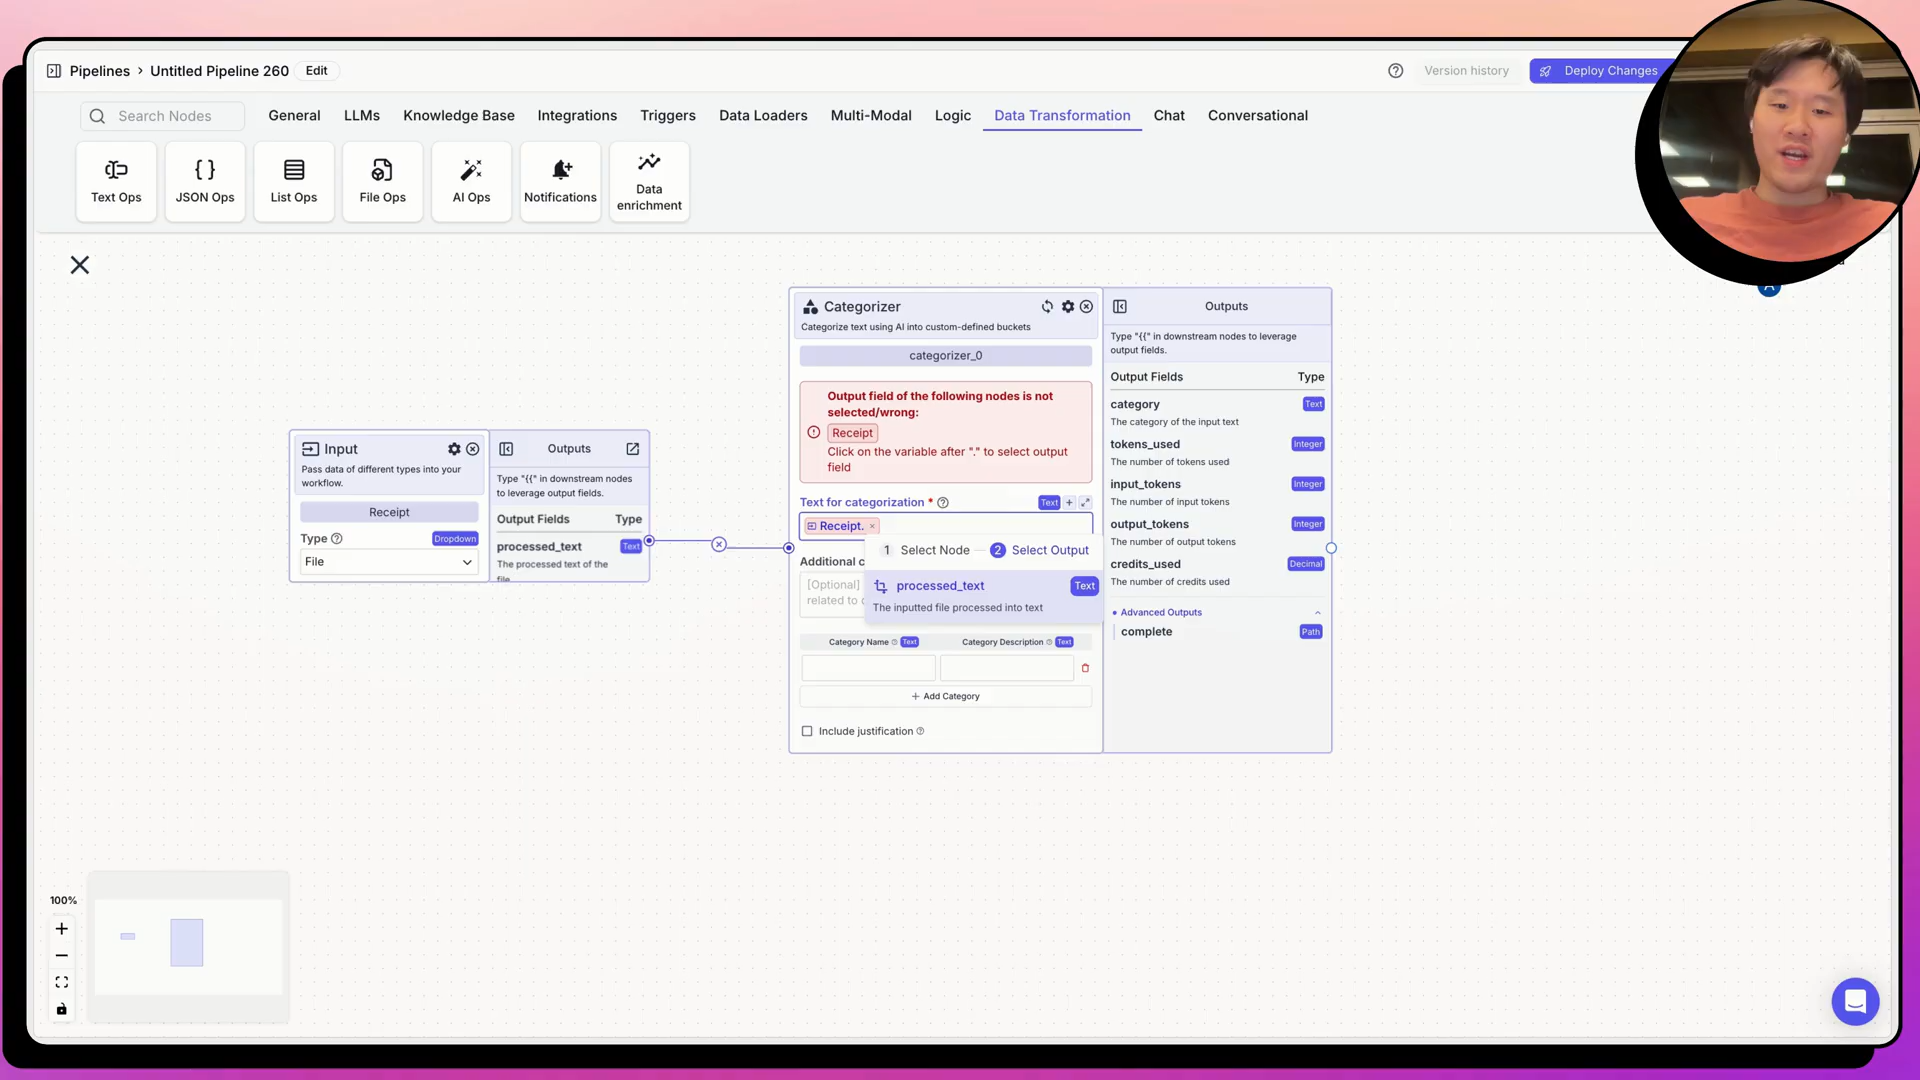 Pipelines › Untitled Pipeline 260 Edit
Version history
Deploy Changes
Search Nodes
General LLMs Knowledge Base Integrations Triggers Data Loaders Multi-Modal Logic Data Transformation Chat Conversational
Text Ops
JSON Ops
List Ops
File Ops
AI Ops
Notifications
Data
enrichment
Input
Pass data of different types into your
workflow.
Receipt
Type Dropdown
File
Outputs
Type "{{" in downstream nodes
to leverage output fields.
Output Fields Type
processed_text Text
The processed text of the
file
Categorizer
Categorize text using AI into custom-defined buckets
categorizer_0
Output field of the following nodes is not
selected/wrong:
Receipt
Click on the variable after "." to select output
field
Text for categorization * Text
Receipt.
1 Select Node 2 Select Output
Additional c
[Optional]
related to c
processed_text Text
The inputted file processed into text
Category Name Text Category Description Text
+ Add Category
Include justification
Outputs
Type "{{" in downstream nodes to leverage
output fields.
Output Fields Type
category Text
The category of the input text
tokens_used Integer
The number of tokens used
input_tokens Integer
The number of input tokens
output_tokens Integer
The number of output tokens
credits_used Decimal
The number of credits used
Advanced Outputs
complete Path
A
100%